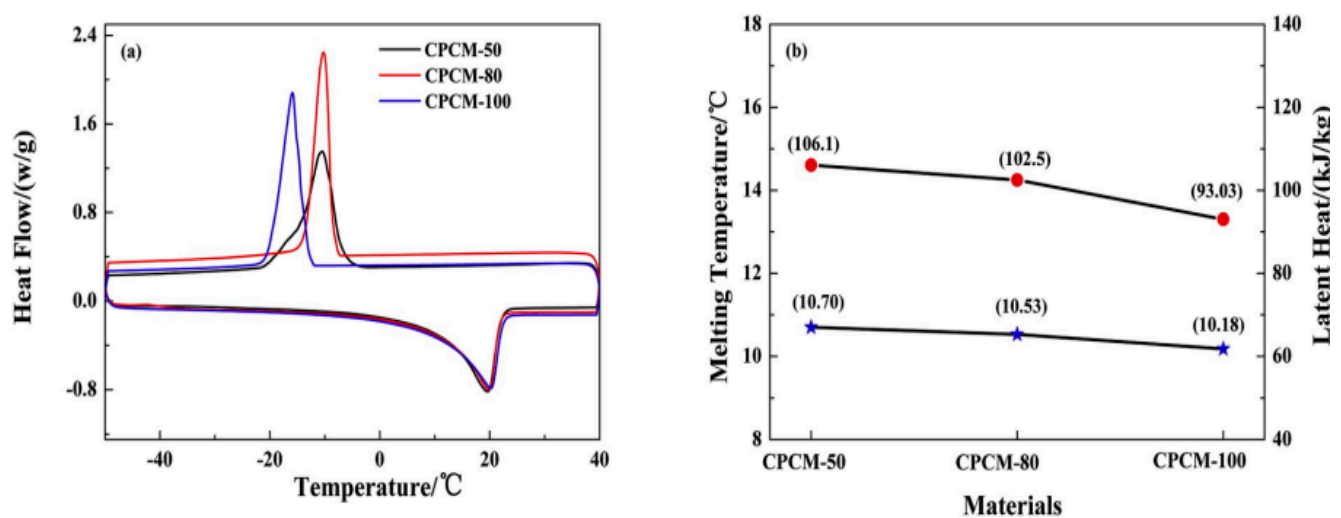 (a)
CPCM-50
CPCM-80
CPCM-100
2.4
1.6
0.8
0.0
-0.8
Heat Flow/(w/g)
-40 -20 0 20 40
Temperature/℃
(b)
18
16
14
12
10
8
Melting Temperature/℃
(106.1)
(102.5)
(93.03)
(10.70)
(10.53)
(10.18)
140
120
100
80
60
40
Latent Heat/(kJ/kg)
CPCM-50 CPCM-80 CPCM-100
Materials